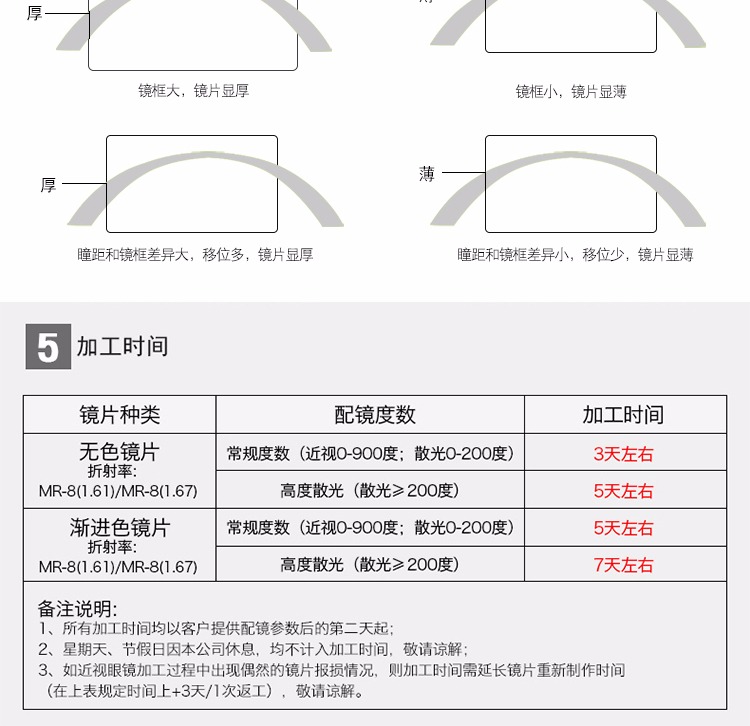 厚
镜框大，镜片显厚
镜框小，镜片显薄
厚
薄
瞳距和镜框差异大，移位多，镜片显厚
瞳距和镜框差异小，移位少，镜片显薄
5 加工时间
镜片种类 配镜度数 加工时间
无色镜片
折射率:
MR-8(1.61)/MR-8(1.67)
常规度数（近视0-900度；散光0-200度） 3天左右
高度散光（散光≥200度） 5天左右
渐进色镜片
折射率:
MR-8(1.61)/MR-8(1.67)
常规度数（近视0-900度；散光0-200度） 5天左右
高度散光（散光≥200度） 7天左右
备注说明:
1、所有加工时间均以客户提供配镜参数后的第二天起；
2、星期天、节假日因本公司休息，均不计入加工时间，敬请谅解；
3、如近视眼镜加工过程中出现偶然的镜片报损情况，则加工时间需延长镜片重新制作时间
（在上表规定时间上+3天/1次返工），敬请谅解。